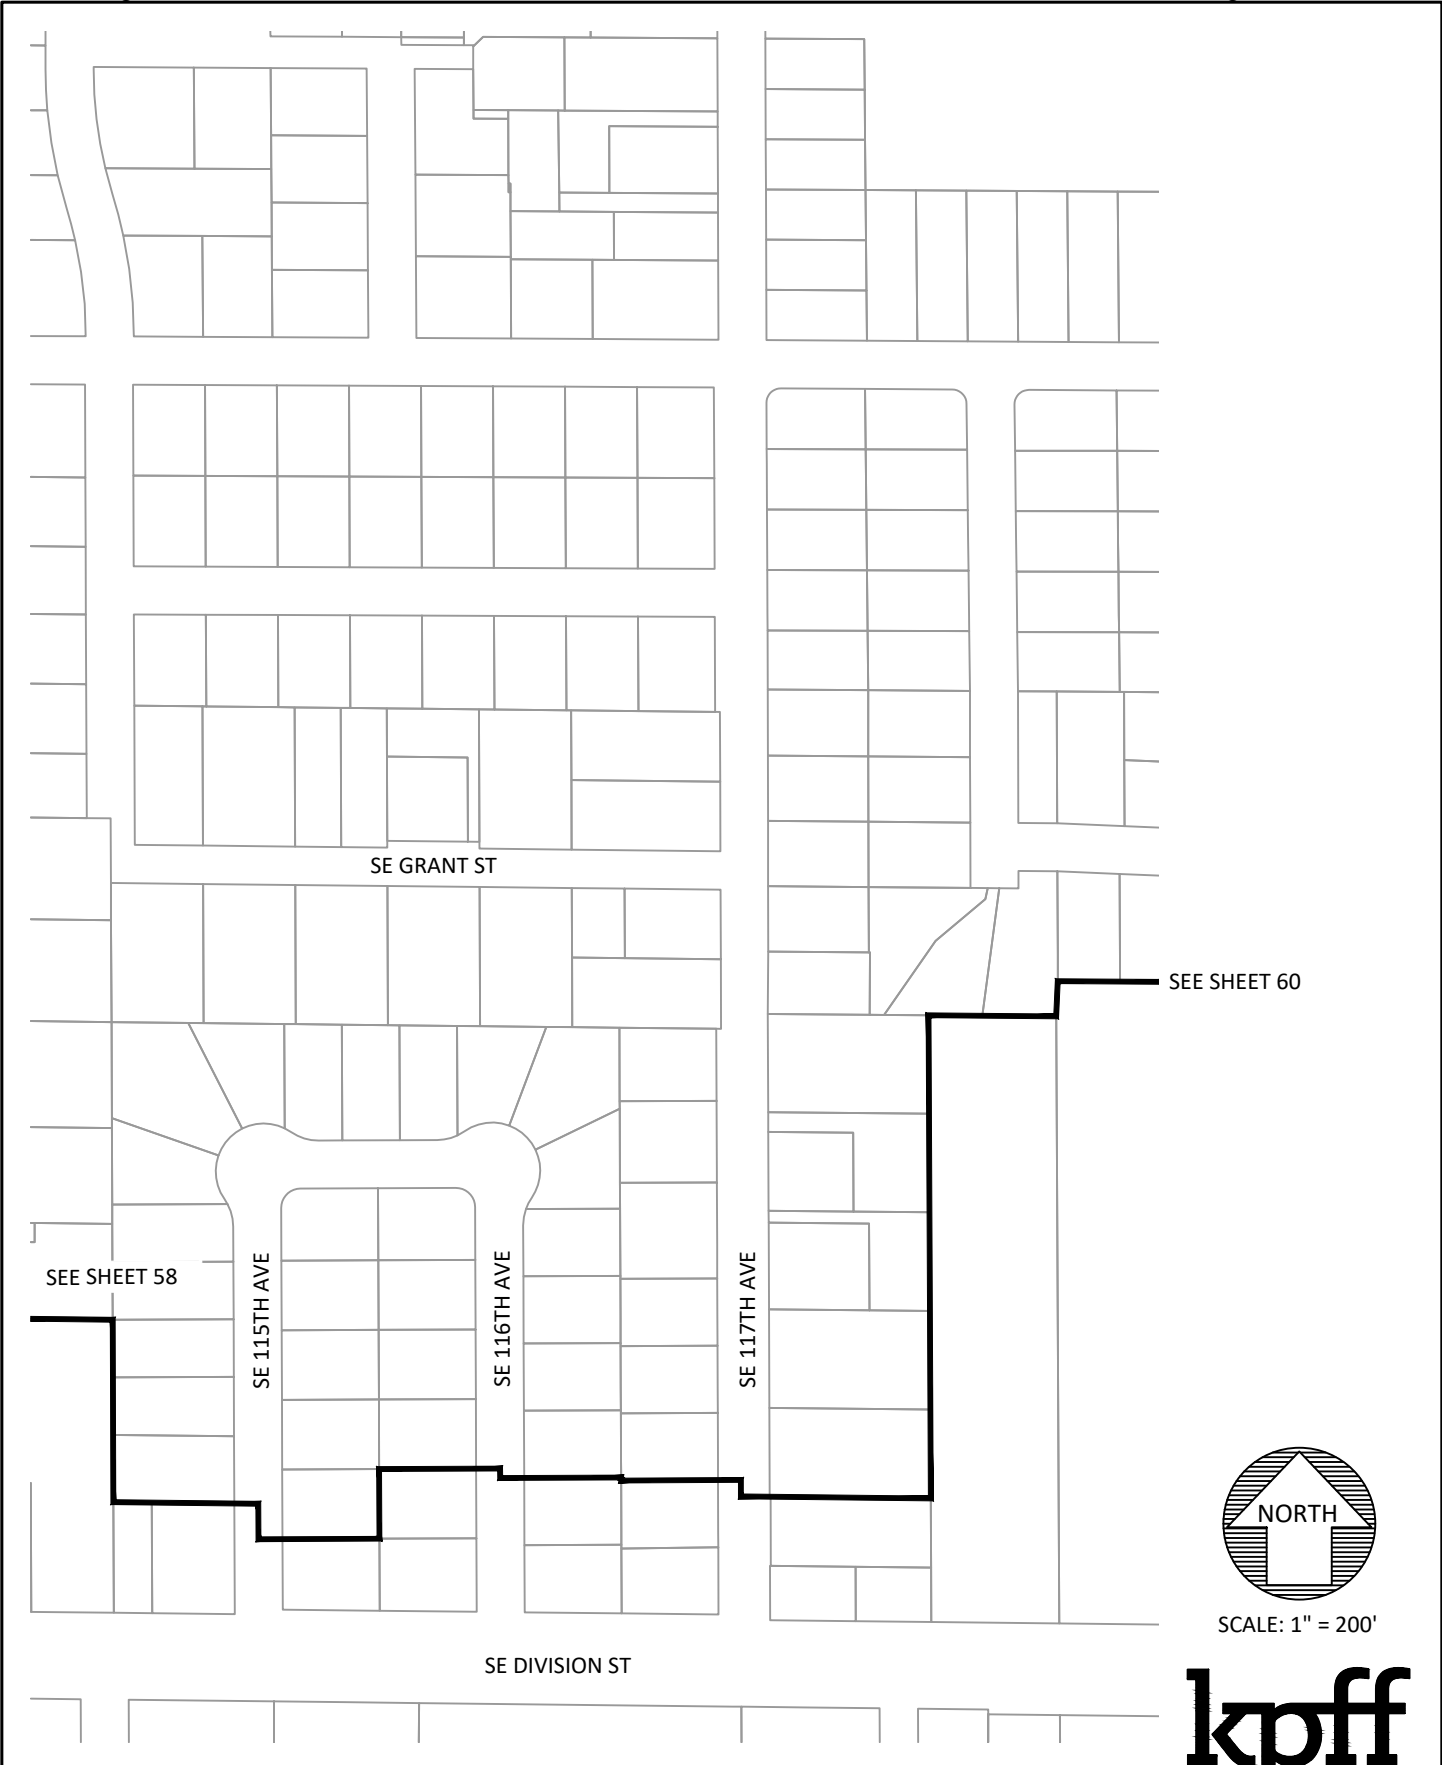 SE GRANT ST
SEE SHEET 60
SEE SHEET 58
SE 115TH AVE
SE 116TH AVE
SE 117TH AVE
NORTH
SCALE: 1" = 200'
SE DIVISION ST
kpff